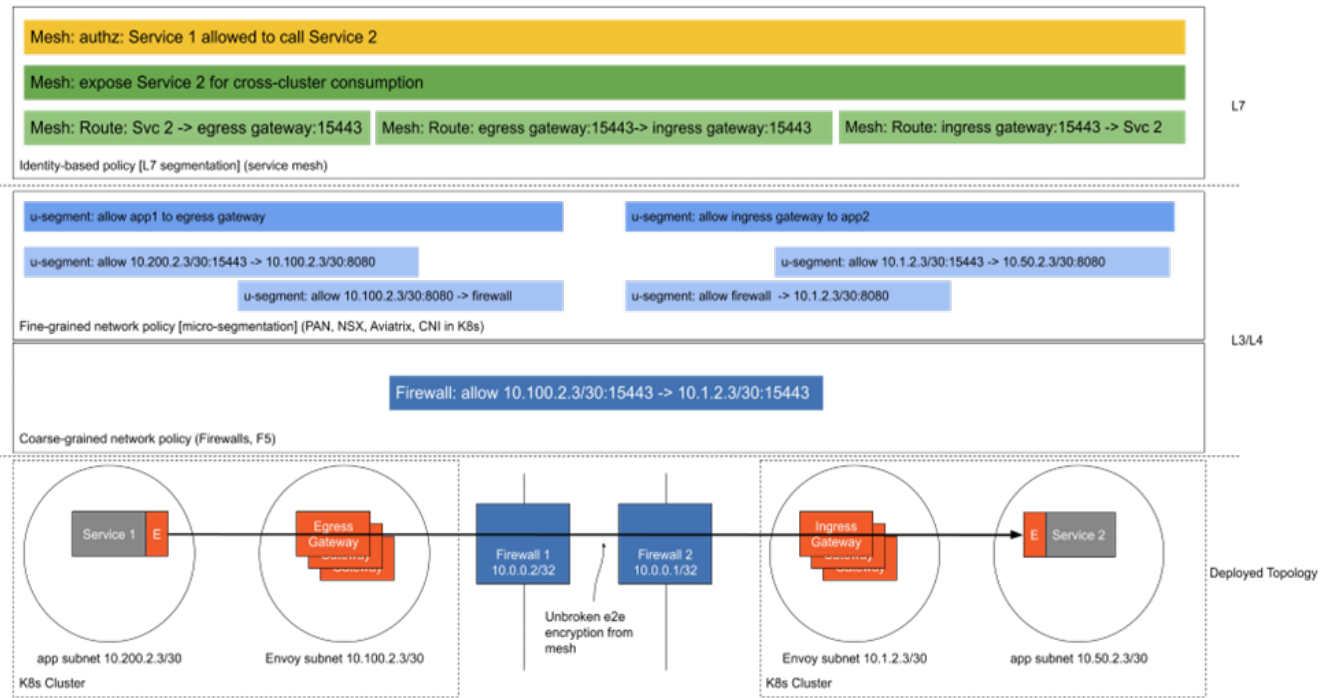 Mesh: authz: Service 1 allowed to call Service 2
Mesh: expose Service 2 for cross-cluster consumption
Mesh: Route: Svc 2 -> egress gateway:15443
Mesh: Route: egress gateway:15443-> ingress gateway:15443
Mesh: Route: ingress gateway:15443 -> Svc 2
Identity-based policy [L7 segmentation] (service mesh)
L7
u-segment: allow app1 to egress gateway
u-segment: allow ingress gateway to app2
u-segment: allow 10.200.2.3/30:15443 -> 10.100.2.3/30:8080
u-segment: allow 10.1.2.3/30:15443 -> 10.50.2.3/30:8080
u-segment: allow 10.100.2.3/30:8080 -> firewall
u-segment: allow firewall -> 10.1.2.3/30:8080
Fine-grained network policy [micro-segmentation] (PAN, NSX, Aviatrix, CNI in K8s)
L3/L4
Firewall: allow 10.100.2.3/30:15443 -> 10.1.2.3/30:15443
Coarse-grained network policy (Firewalls, F5)
Service 1
E
Egress
Gateway
Gateway
Gateway
Firewall 1
10.0.0.2/32
Firewall 2
10.0.0.1/32
Ingress
Gateway
Gateway
Gateway
E
Service 2
Deployed Topology
Unbroken e2e
encryption from
mesh
app subnet 10.200.2.3/30
Envoy subnet 10.100.2.3/30
Envoy subnet 10.1.2.3/30
app subnet 10.50.2.3/30
K8s Cluster
K8s Cluster